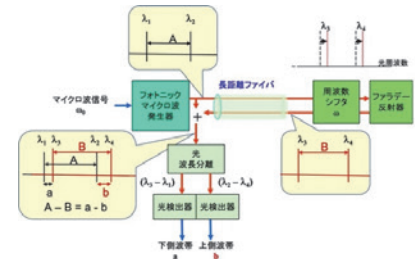 λ₁ λ₂
A
λ₃ λ₄
光周波数
長距離ファイバ
マイクロ波信号
ω₀
フォトニック
マイクロ波
発生器
周波数
シフタ
ω
ファラデー
反射器
+
λ₁ λ₃ λ₂ λ₄
B
A
a b
A – B = a - b
光
波長分離
λ₃ λ₄
B
(λ₃ – λ₁) (λ₂ – λ₄)
光検出器 光検出器
下側波帯 上側波帯
a b